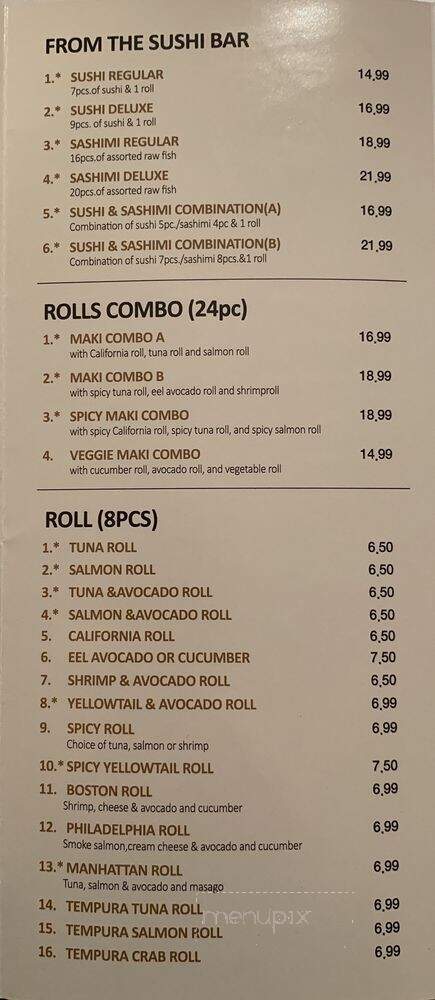 FROM THE SUSHI BAR
1.* SUSHI REGULAR 14,99
7pcs.of sushi & 1 roll
2.* SUSHI DELUXE 16,99
9pcs. of sushi & 1 roll
3.* SASHIMI REGULAR 18,99
16pcs.of assorted raw fish
4.* SASHIMI DELUXE 21,99
20pcs.of assorted raw fish
5.* SUSHI & SASHIMI COMBINATION(A) 16,99
Combination of sushi 5pc./sashimi 4pc & 1 roll
6.* SUSHI & SASHIMI COMBINATION(B) 21,99
Combination of sushi 7pcs./sashimi 8pcs.&1 roll
ROLLS COMBO (24pc)
1.* MAKI COMBO A 16,99
with California roll, tuna roll and salmon roll
2.* MAKI COMBO B 18,99
with spicy tuna roll, eel avocado roll and shrimproll
3.* SPICY MAKI COMBO 18,99
with spicy California roll, spicy tuna roll, and spicy salmon roll
4. VEGGIE MAKI COMBO 14,99
with cucumber roll, avocado roll, and vegetable roll
ROLL (8PCS)
1.* TUNA ROLL 6,50
2.* SALMON ROLL 6,50
3.* TUNA &AVOCADO ROLL 6,50
4.* SALMON &AVOCADO ROLL 6,50
5. CALIFORNIA ROLL 6,50
6. EEL AVOCADO OR CUCUMBER 7,50
7. SHRIMP & AVOCADO ROLL 6,50
8.* YELLOWTAIL & AVOCADO ROLL 6,99
9. SPICY ROLL 6,99
Choice of tuna, salmon or shrimp
10.* SPICY YELLOWTAIL ROLL 7,50
11. BOSTON ROLL 6,99
Shrimp, cheese & avocado and cucumber
12. PHILADELPHIA ROLL 6,99
Smoke salmon,cream cheese & avocado and cucumber
13.* MANHATTAN ROLL 6,99
Tuna, salmon & avocado and masago
14. TEMPURA TUNA ROLL 6,99
menupix
15. TEMPURA SALMON ROLL 6,99
16. TEMPURA CRAB ROLL 6,99